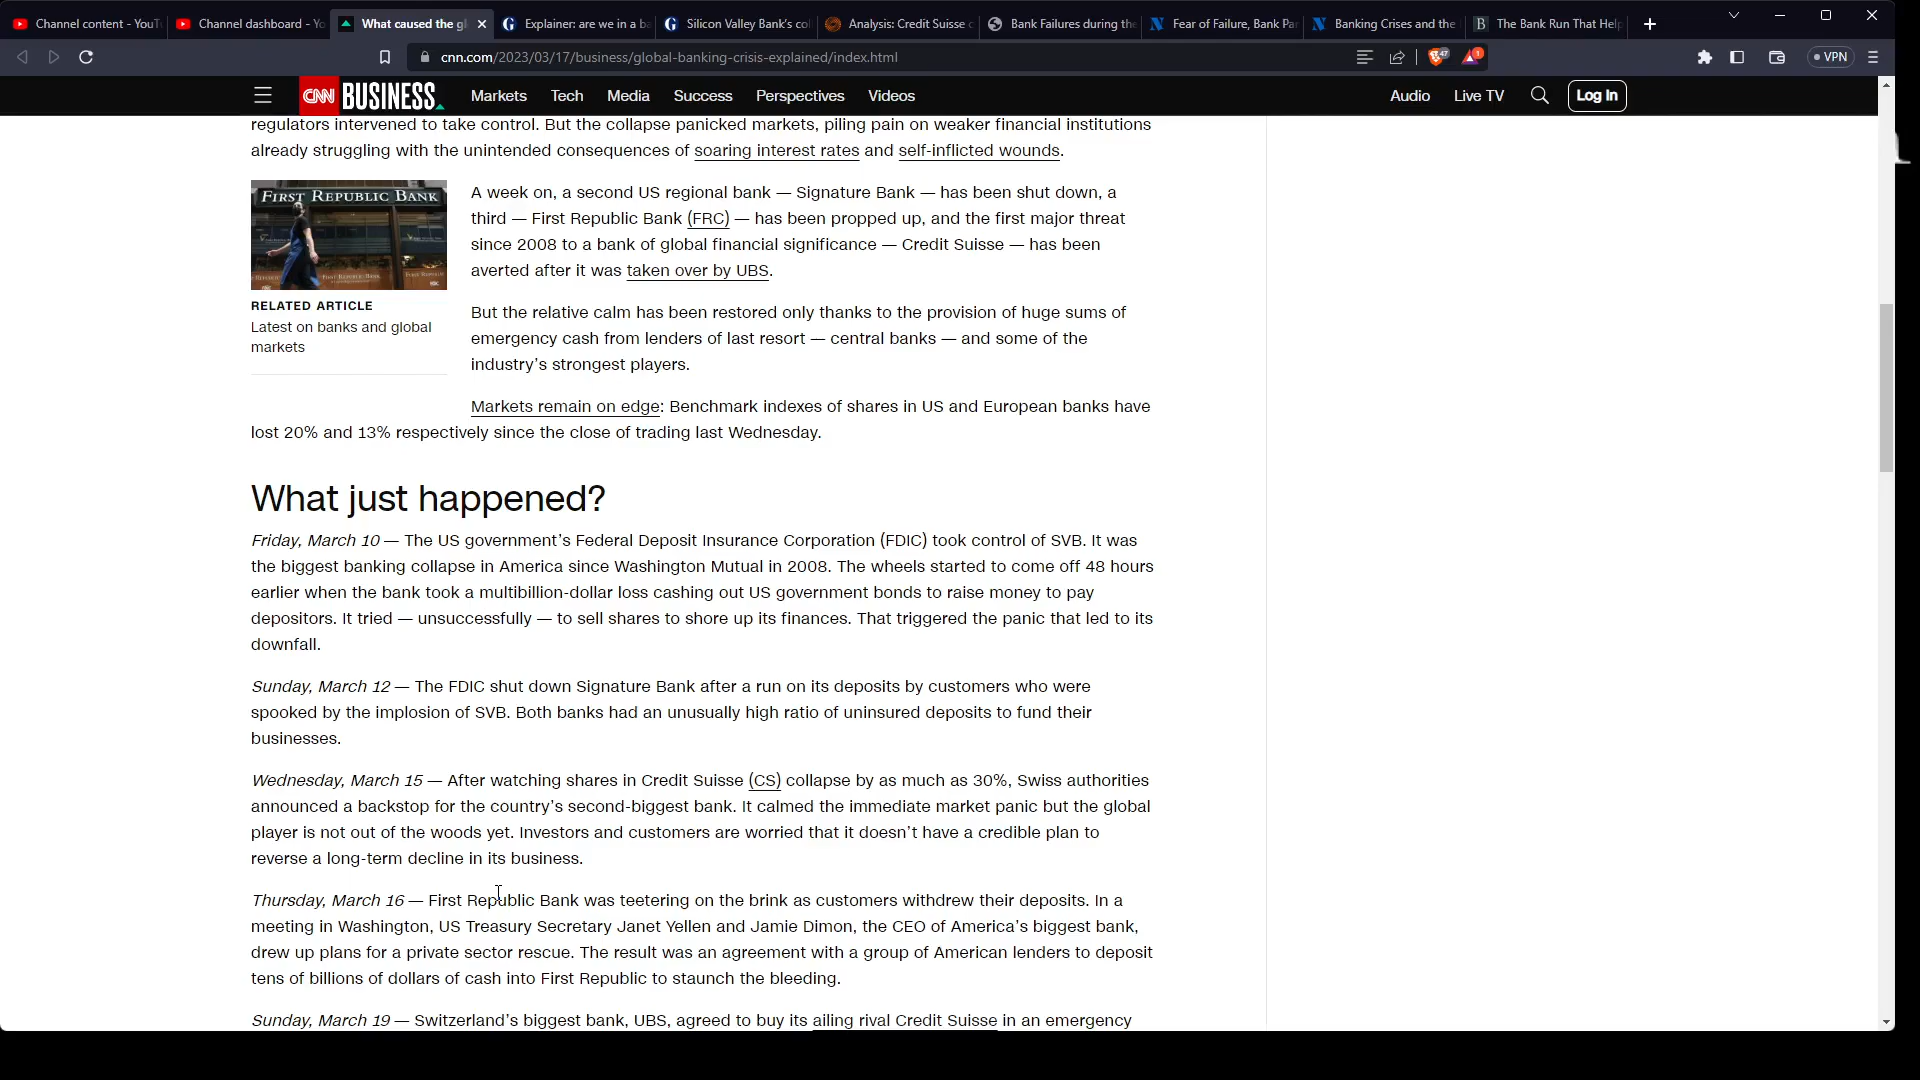 Channel content - YouT
Channel dashboard - Yo
What caused the gl
Explainer: are we in a ba
Silicon Valley Bank's co
Analysis: Credit Suisse c
Bank Failures during the
Fear of Failure, Bank Pa
Banking Crises and the
The Bank Run That Help
cnn.com/2023/03/17/business/global-banking-crisis-explained/index.html
47
1
VPN
CNN BUSINESS
Markets
Tech
Media
Success
Perspectives
Videos
Audio
Live TV
Log In
regulators intervened to take control. But the collapse panicked markets, piling pain on weaker financial institutions
already struggling with the unintended consequences of soaring interest rates and self-inflicted wounds.
FIRST REPUBLIC BANK
RELATED ARTICLE
Latest on banks and global
markets
A week on, a second US regional bank — Signature Bank — has been shut down, a
third — First Republic Bank (FRC) — has been propped up, and the first major threat
since 2008 to a bank of global financial significance — Credit Suisse — has been
averted after it was taken over by UBS.
But the relative calm has been restored only thanks to the provision of huge sums of
emergency cash from lenders of last resort — central banks — and some of the
industry's strongest players.
Markets remain on edge: Benchmark indexes of shares in US and European banks have
lost 20% and 13% respectively since the close of trading last Wednesday.
What just happened?
Friday, March 10 — The US government's Federal Deposit Insurance Corporation (FDIC) took control of SVB. It was
the biggest banking collapse in America since Washington Mutual in 2008. The wheels started to come off 48 hours
earlier when the bank took a multibillion-dollar loss cashing out US government bonds to raise money to pay
depositors. It tried — unsuccessfully — to sell shares to shore up its finances. That triggered the panic that led to its
downfall.
Sunday, March 12 — The FDIC shut down Signature Bank after a run on its deposits by customers who were
spooked by the implosion of SVB. Both banks had an unusually high ratio of uninsured deposits to fund their
businesses.
Wednesday, March 15 — After watching shares in Credit Suisse (CS) collapse by as much as 30%, Swiss authorities
announced a backstop for the country's second-biggest bank. It calmed the immediate market panic but the global
player is not out of the woods yet. Investors and customers are worried that it doesn't have a credible plan to
reverse a long-term decline in its business.
Thursday, March 16 — First Republic Bank was teetering on the brink as customers withdrew their deposits. In a
meeting in Washington, US Treasury Secretary Janet Yellen and Jamie Dimon, the CEO of America's biggest bank,
drew up plans for a private sector rescue. The result was an agreement with a group of American lenders to deposit
tens of billions of dollars of cash into First Republic to staunch the bleeding.
Sunday, March 19 — Switzerland's biggest bank, UBS, agreed to buy its ailing rival Credit Suisse in an emergency